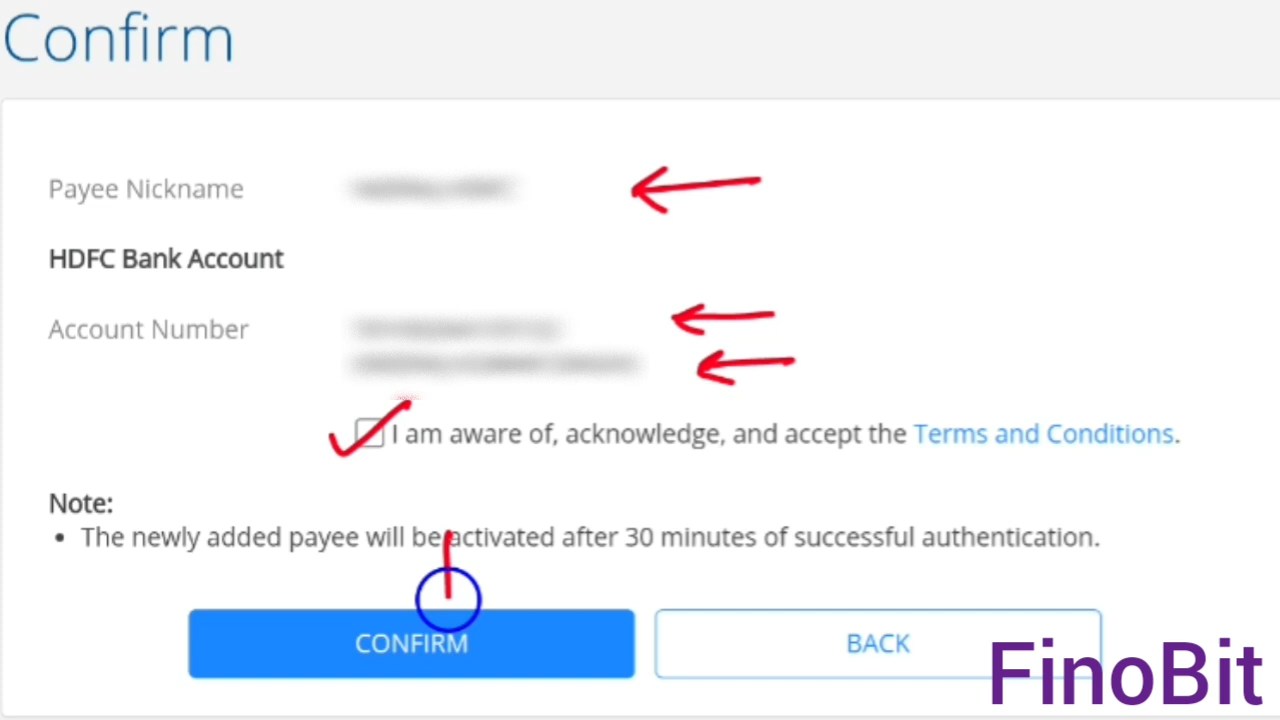 Confirm
Payee Nickname
HDFC Bank Account
Account Number
I am aware of, acknowledge, and accept the Terms and Conditions.
Note:
• The newly added payee will be activated after 30 minutes of successful authentication.
CONFIRM
BACK
FinoBit